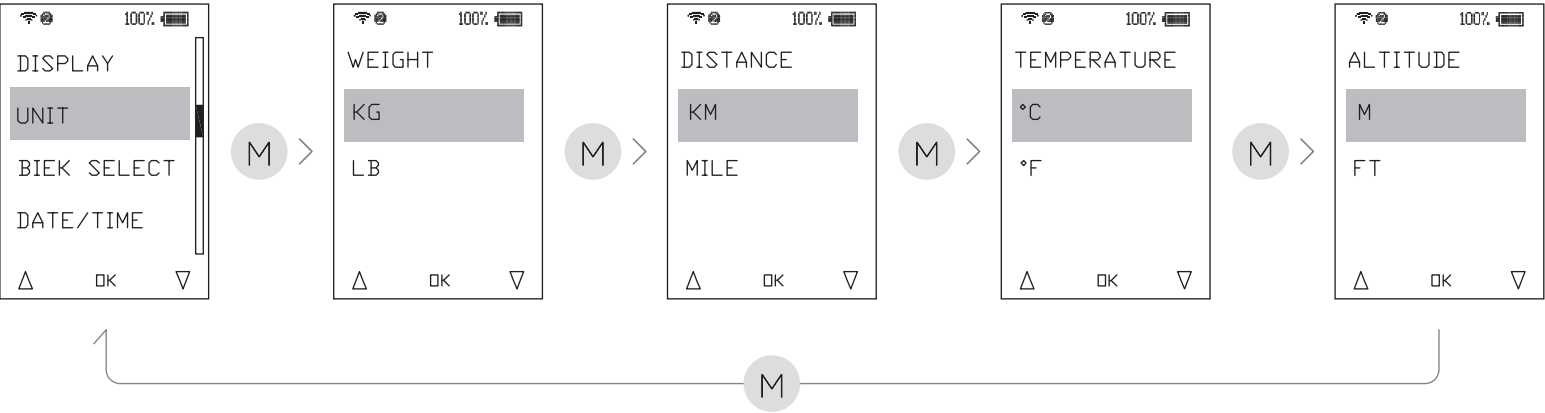 100%
DISPLAY
UNIT
BIEK SELECT
DATE/TIME
OK
M
100%
WEIGHT
KG
LB
OK
M
100%
DISTANCE
KM
MILE
OK
M
100%
TEMPERATURE
°C
°F
OK
M
100%
ALTITUDE
M
FT
OK
M